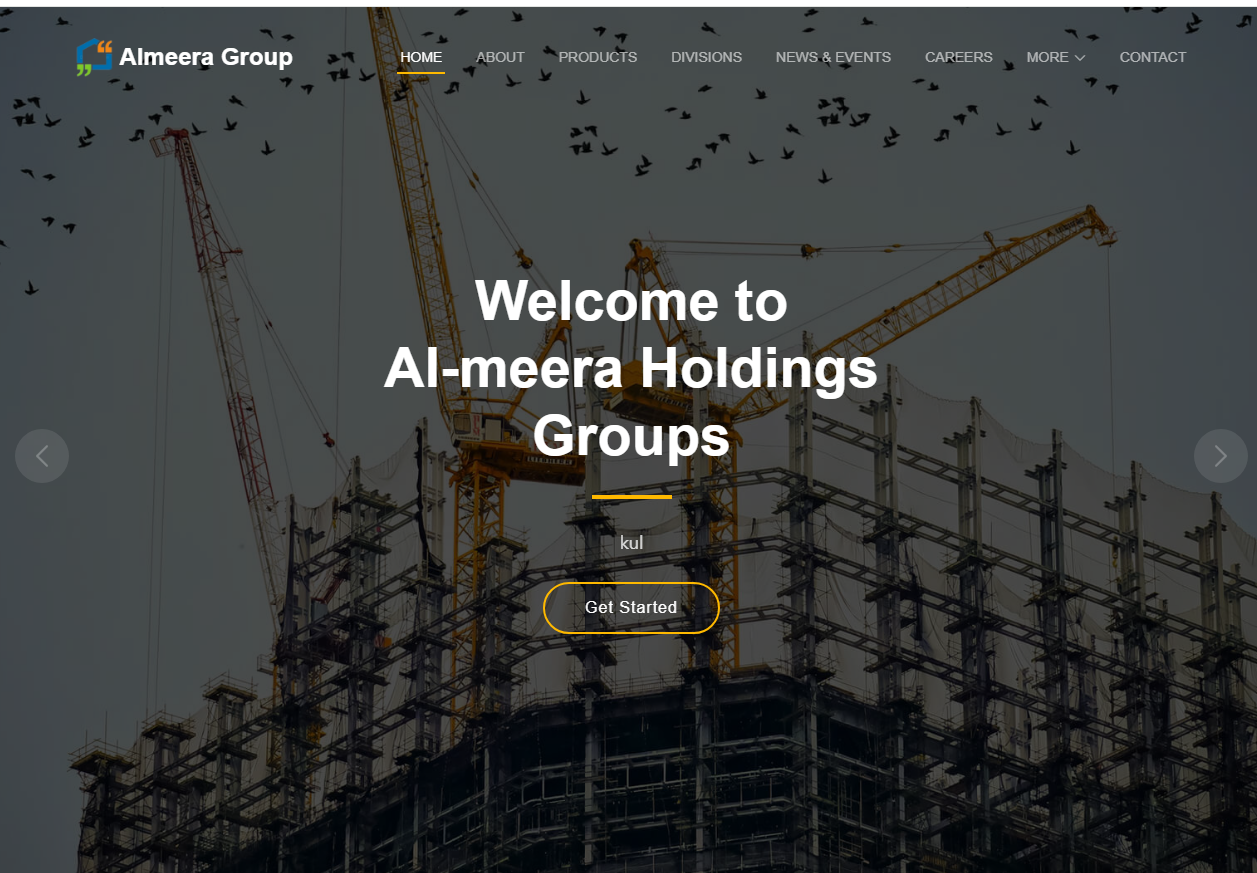 Almeera Group
HOME ABOUT PRODUCTS DIVISIONS NEWS & EVENTS CAREERS MORE CONTACT
Welcome to
Al-meera Holdings
Groups
kul
Get Started